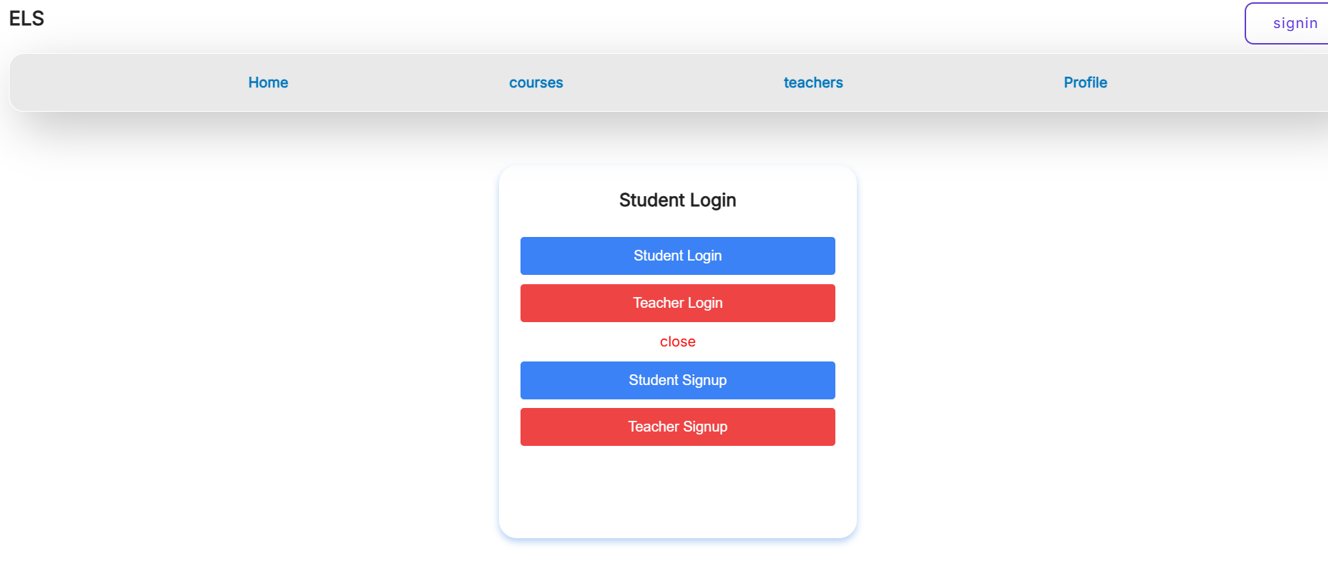 ELS
signin
Home courses teachers Profile
Student Login
Student Login
Teacher Login
close
Student Signup
Teacher Signup